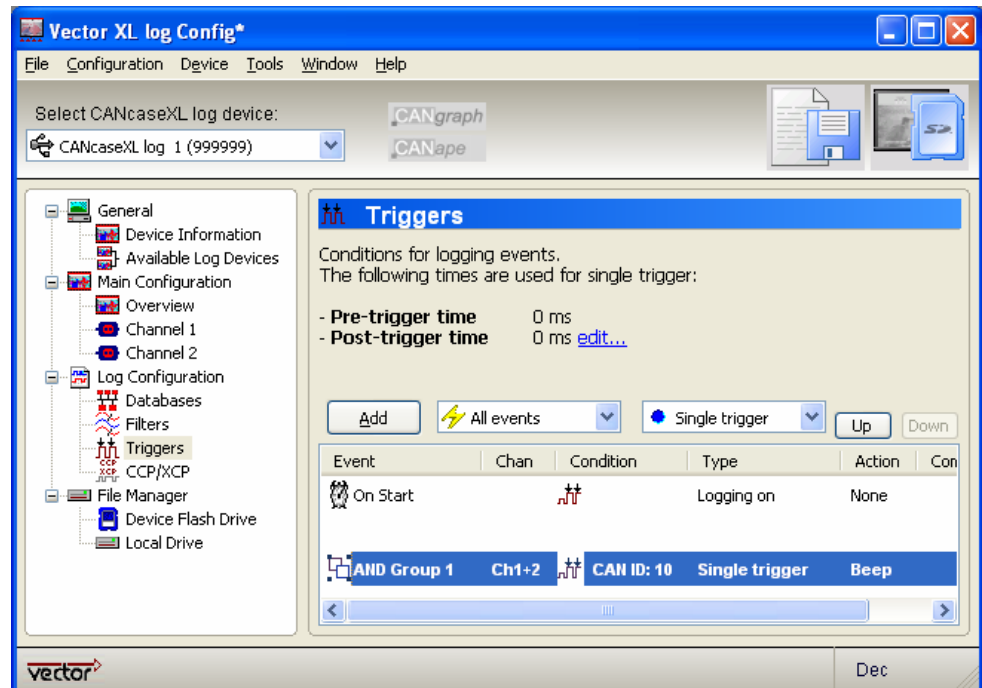 Vector XL log Config*
File Configuration Device Tools Window Help
Select CANcaseXL log device:
CANcaseXL log 1 (999999)
.CANgraph
.CANape
SD
General
Device Information
Available Log Devices
Main Configuration
Overview
Channel 1
Channel 2
Log Configuration
Databases
Filters
Triggers
CCP XCP CCP/XCP
File Manager
Device Flash Drive
Local Drive
Triggers
Conditions for logging events.
The following times are used for single trigger:
- Pre-trigger time 0 ms
- Post-trigger time 0 ms edit...
Add All events Single trigger Up Down
Event Chan Condition Type Action Con
On Start Logging on None
AND Group 1 Ch1+2 CAN ID: 10 Single trigger Beep
vector Dec